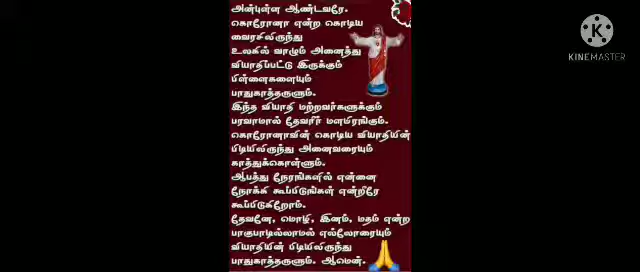 அன்புள்ள ஆண்டவரே.
கொரோனா என்ற கொடிய
வைரசிலிருந்து
உலகில் வாழும் அனைத்து
வியாதிப்பட்டு இருக்கும்
பிள்ளைகளையும்
பாதுகாத்தருளும்.
இந்த வியாதி மற்றவர்களுக்கும்
பரவாமால் தேவரீர் மனமிரங்கும்.
கொரோனாவின் கொடிய வியாதியின்
பிடியிலிருந்து அனைவரையும்
காத்துக்கொள்ளும்.
ஆபத்து நேரங்களில் என்னை
நோக்கி கூப்பிடுங்கள் என்றீரே
கூப்பிடுகிறோம்.
தேவனே, மொழி, இனம், மதம் என்ற
பாகுபாடில்லாமல் எல்லோரையும்
வியாதியின் பிடியிலிருந்து
பாதுகாத்தருளும். ஆமென்.
KINEMASTER